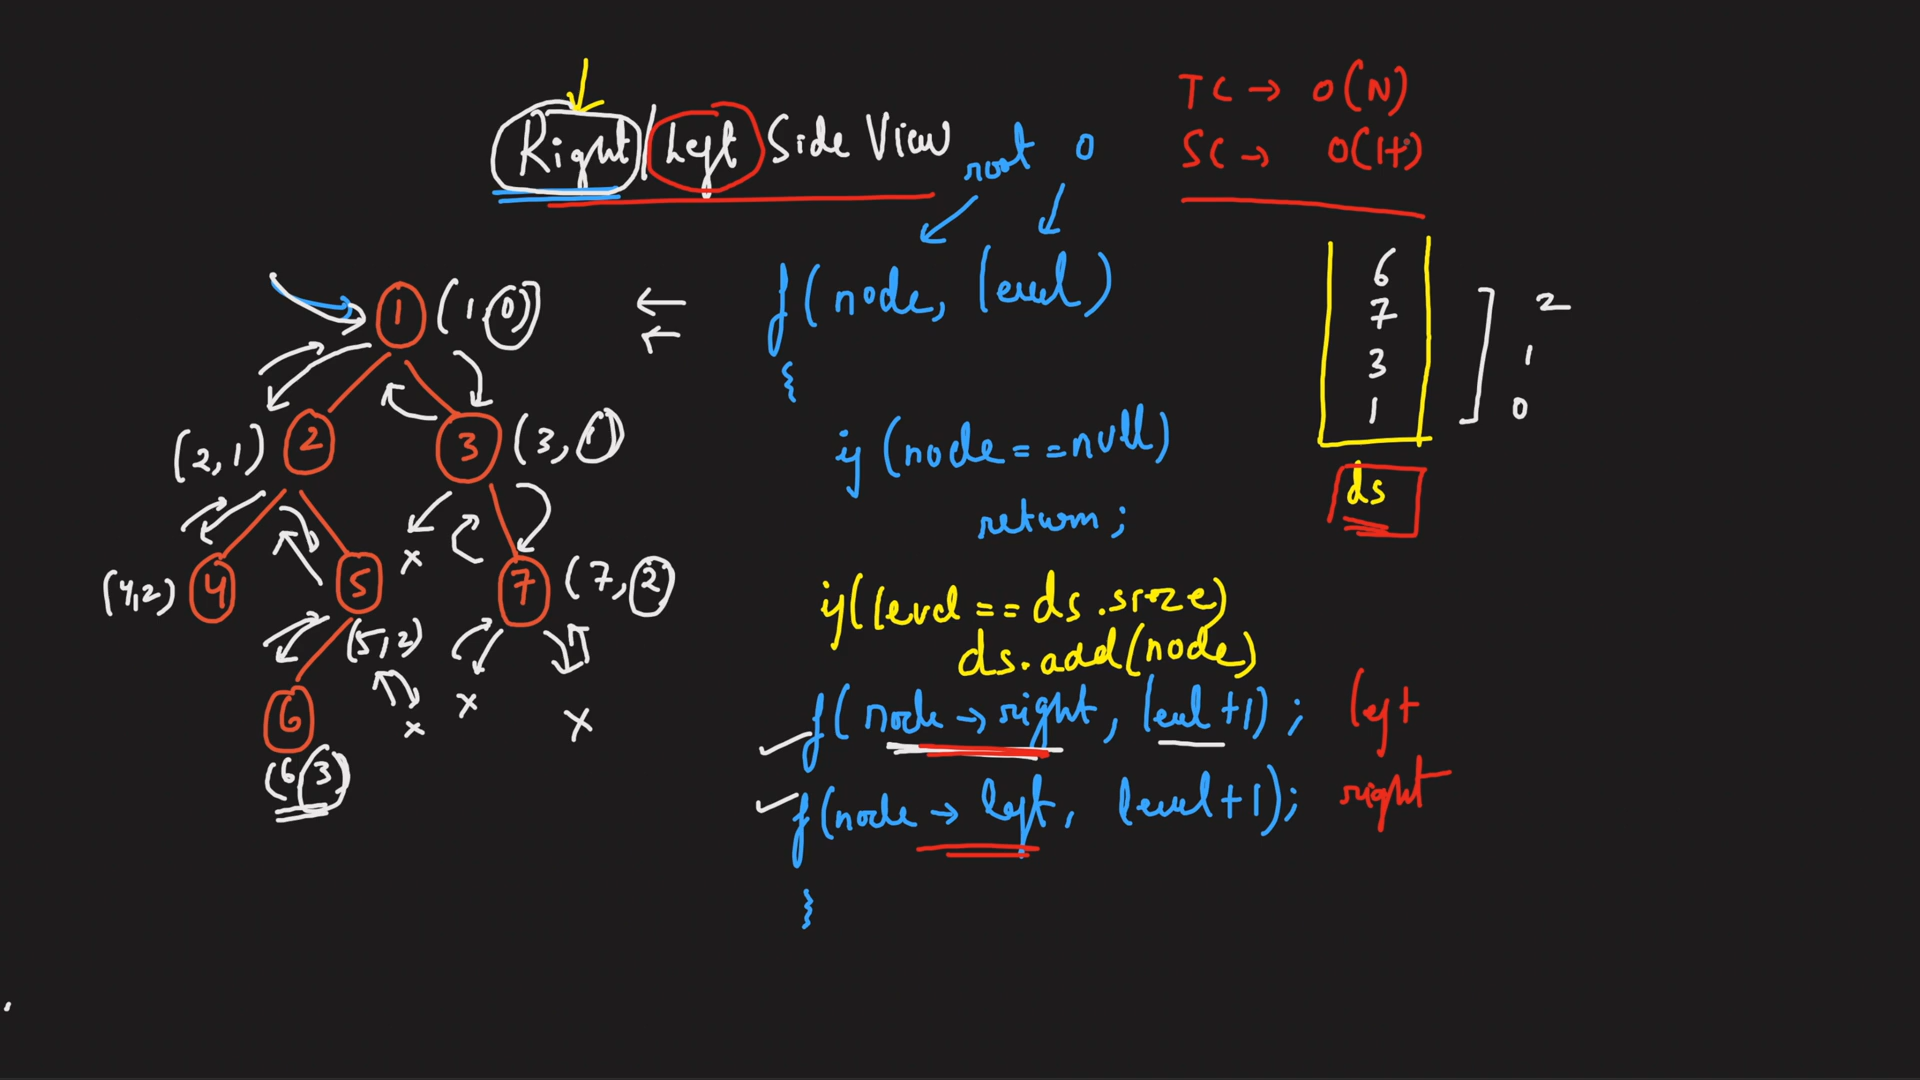 Right / Left Side View
TC → O(N)
SC → O(H)
root 0
f(node, level)
{
if (node == null)
return;
if (level == ds.size)
ds.add(node)
f(node → right, level +1); left
f(node → left, level +1); right
}
1 (1, 0)
(2, 1) 2
3 (3, 1)
(4,2) 4
5
(5,2)
x
7 (7, 2)
6
(6, 3)
x
x
x
6
7 2
3 1
1 0
ds